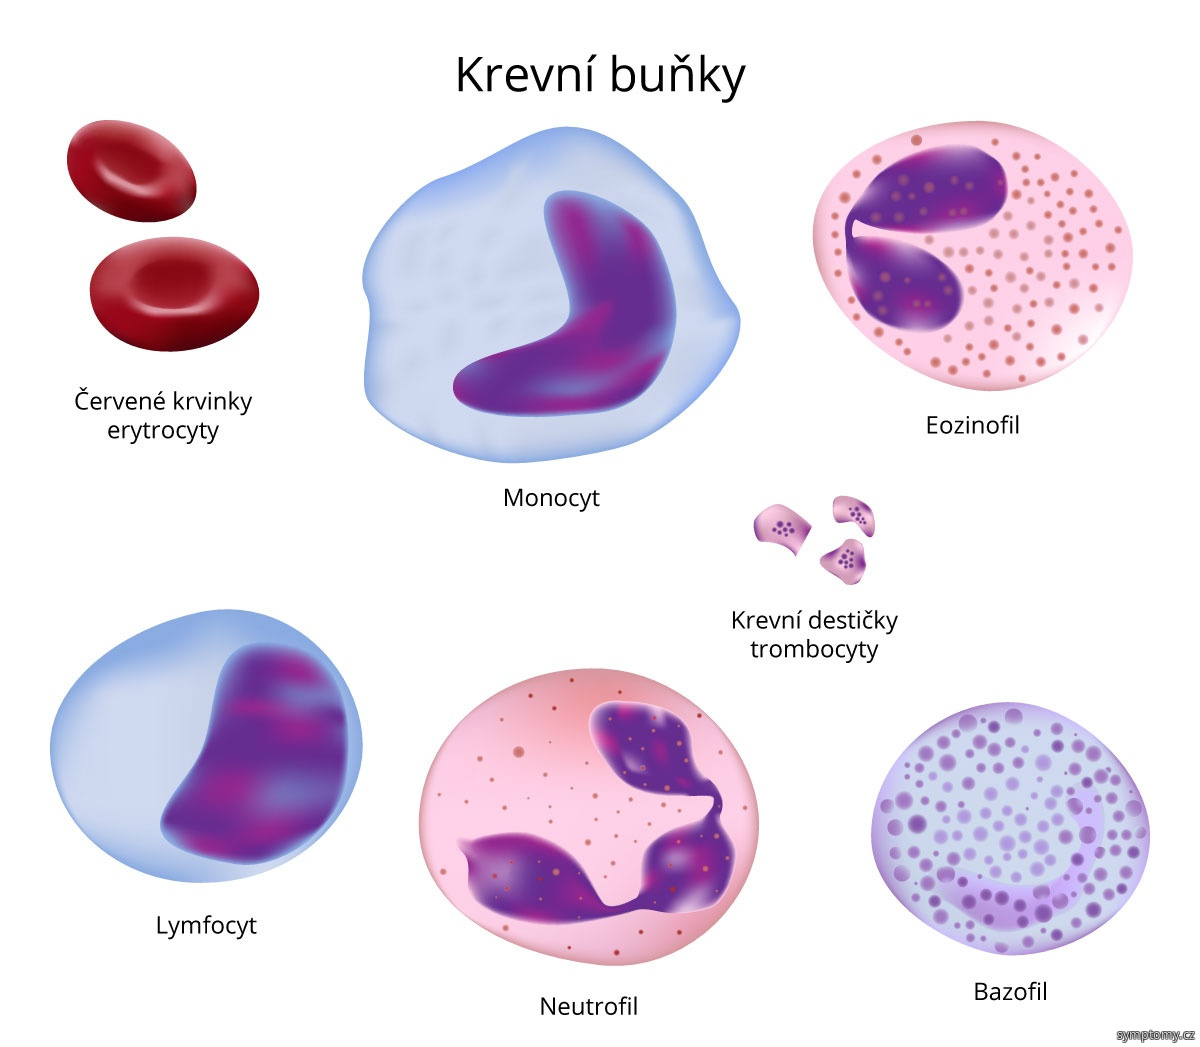 Krevní buňky
Červené krvinky
erytrocyty
Monocyt
Eozinofil
Krevní destičky
trombocyty
Lymfocyt
Neutrofil
Bazofil
symptomy.cz